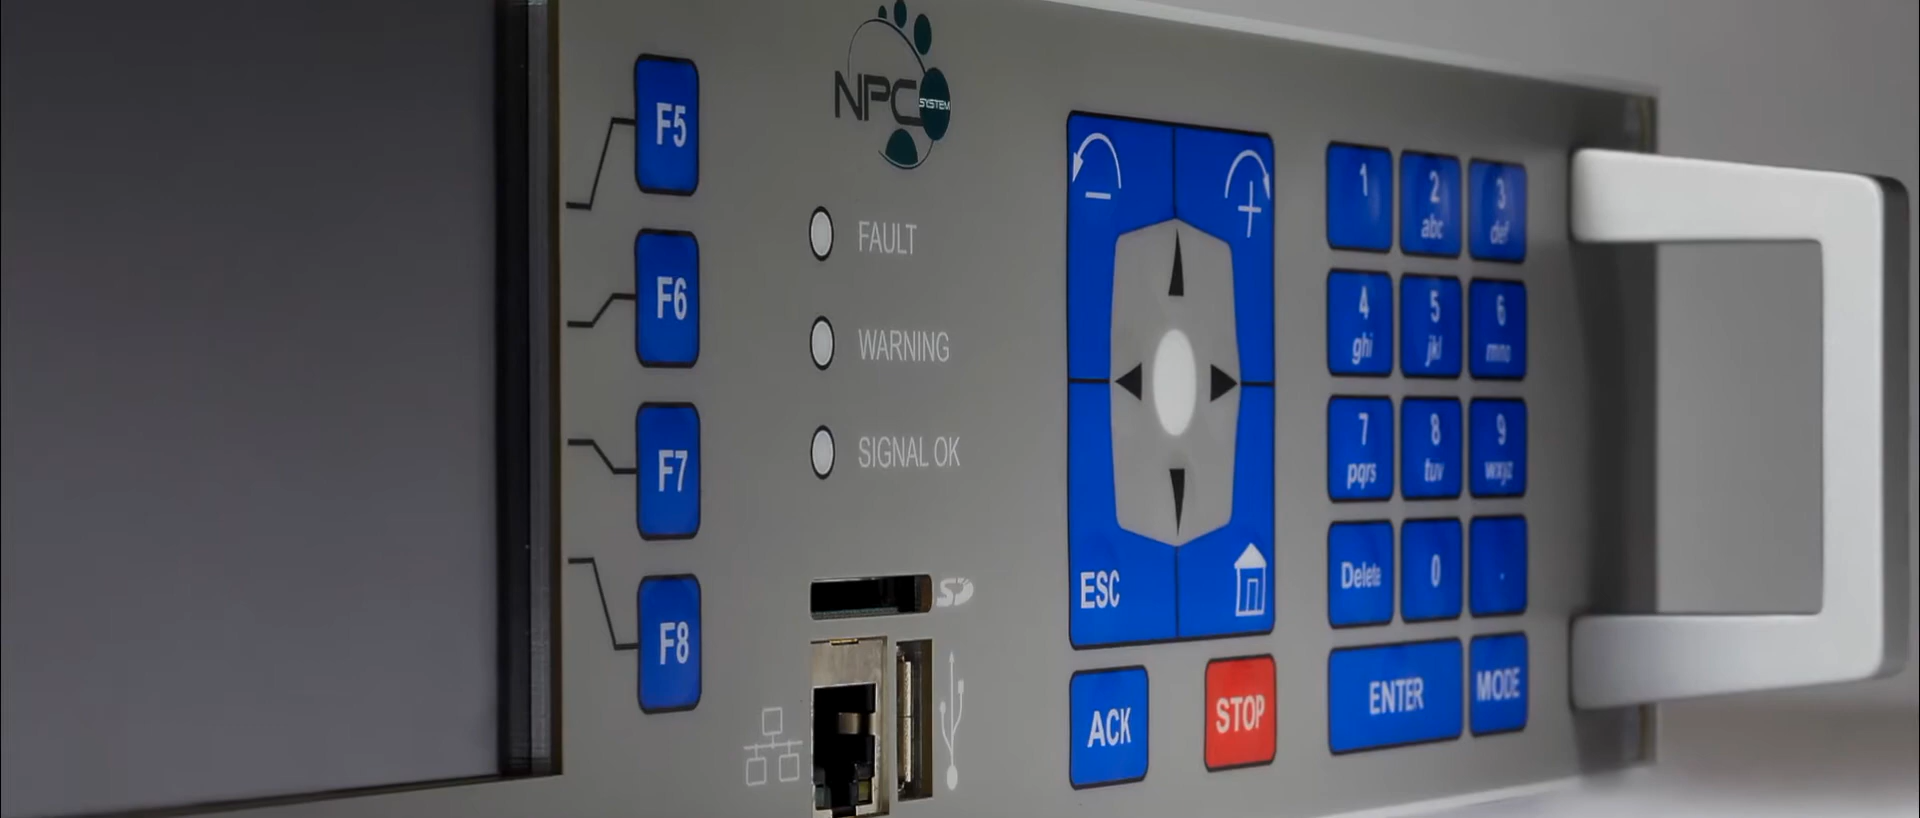 F5
F6
F7
F8
NPC
SYSTEM
FAULT
WARNING
SIGNAL OK
SD
−
+
ESC
ACK
STOP
1
2
abc
3
def
4
ghi
5
jkl
6
mno
7
pqrs
8
tuv
9
wxyz
Delete
0
.
ENTER
MODE